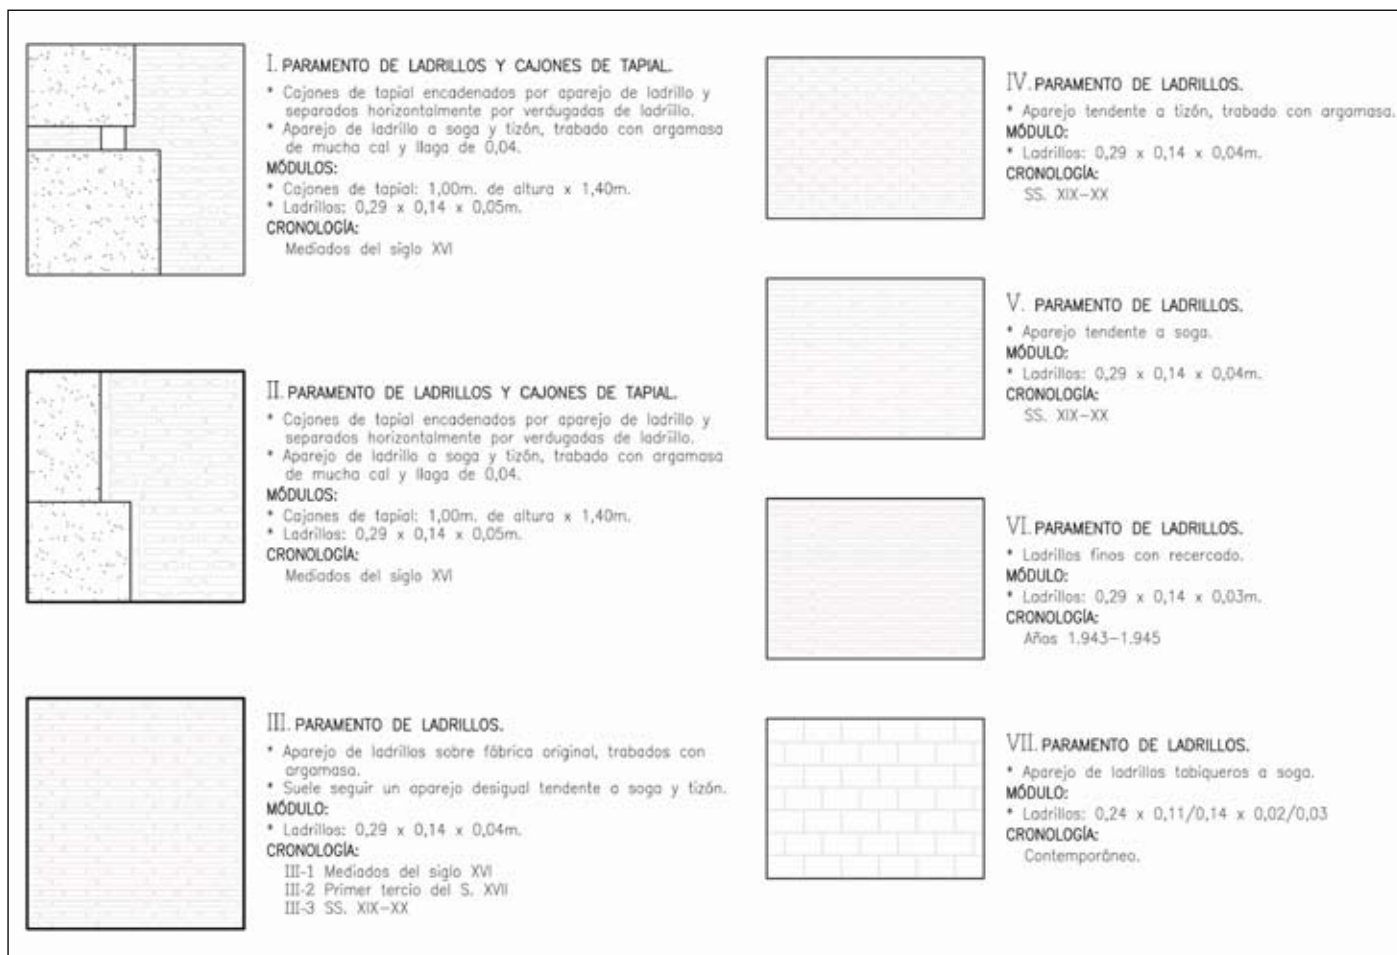 I. PARAMENTO DE LADRILLOS Y CAJONES DE TAPIAL.
* Cajones de tapial encadenados por aparejo de ladrillo y
separados horizontalmente por verdugadas de ladrillo.
* Aparejo de ladrillo a soga y tizón, trabado con argamasa
de mucha cal y llaga de 0,04.
MÓDULOS:
* Cajones de tapial: 1,00m. de altura x 1,40m.
* Ladrillos: 0,29 x 0,14 x 0,05m.
CRONOLOGÍA:
Mediados del siglo XVI
II. PARAMENTO DE LADRILLOS Y CAJONES DE TAPIAL.
* Cajones de tapial encadenados por aparejo de ladrillo y
separados horizontalmente por verdugadas de ladrillo.
* Aparejo de ladrillo a soga y tizón, trabado con argamasa
de mucha cal y llaga de 0,04.
MÓDULOS:
* Cajones de tapial: 1,00m. de altura x 1,40m.
* Ladrillos: 0,29 x 0,14 x 0,05m.
CRONOLOGÍA:
Mediados del siglo XVI
III. PARAMENTO DE LADRILLOS.
* Aparejo de ladrillos sobre fábrica original, trabados con
argamasa.
* Suele seguir un aparejo desigual tendente a soga y tizón.
MÓDULO:
* Ladrillos: 0,29 x 0,14 x 0,04m.
CRONOLOGÍA:
III-1 Mediados del siglo XVI
III-2 Primer tercio del S. XVII
III-3 SS. XIX-XX
IV. PARAMENTO DE LADRILLOS.
* Aparejo tendente a tizón, trabado con argamasa.
MÓDULO:
* Ladrillos: 0,29 x 0,14 x 0,04m.
CRONOLOGÍA:
SS. XIX-XX
V. PARAMENTO DE LADRILLOS.
* Aparejo tendente a soga.
MÓDULO:
* Ladrillos: 0,29 x 0,14 x 0,04m.
CRONOLOGÍA:
SS. XIX-XX
VI. PARAMENTO DE LADRILLOS.
* Ladrillos finos con recercado.
MÓDULO:
* Ladrillos: 0,29 x 0,14 x 0,03m.
CRONOLOGÍA:
Años 1.943-1.945
VII. PARAMENTO DE LADRILLOS.
* Aparejo de ladrillos tabiqueros a soga.
MÓDULO:
* Ladrillos: 0,24 x 0,11/0,14 x 0,02/0,03
CRONOLOGÍA:
Contemporáneo.